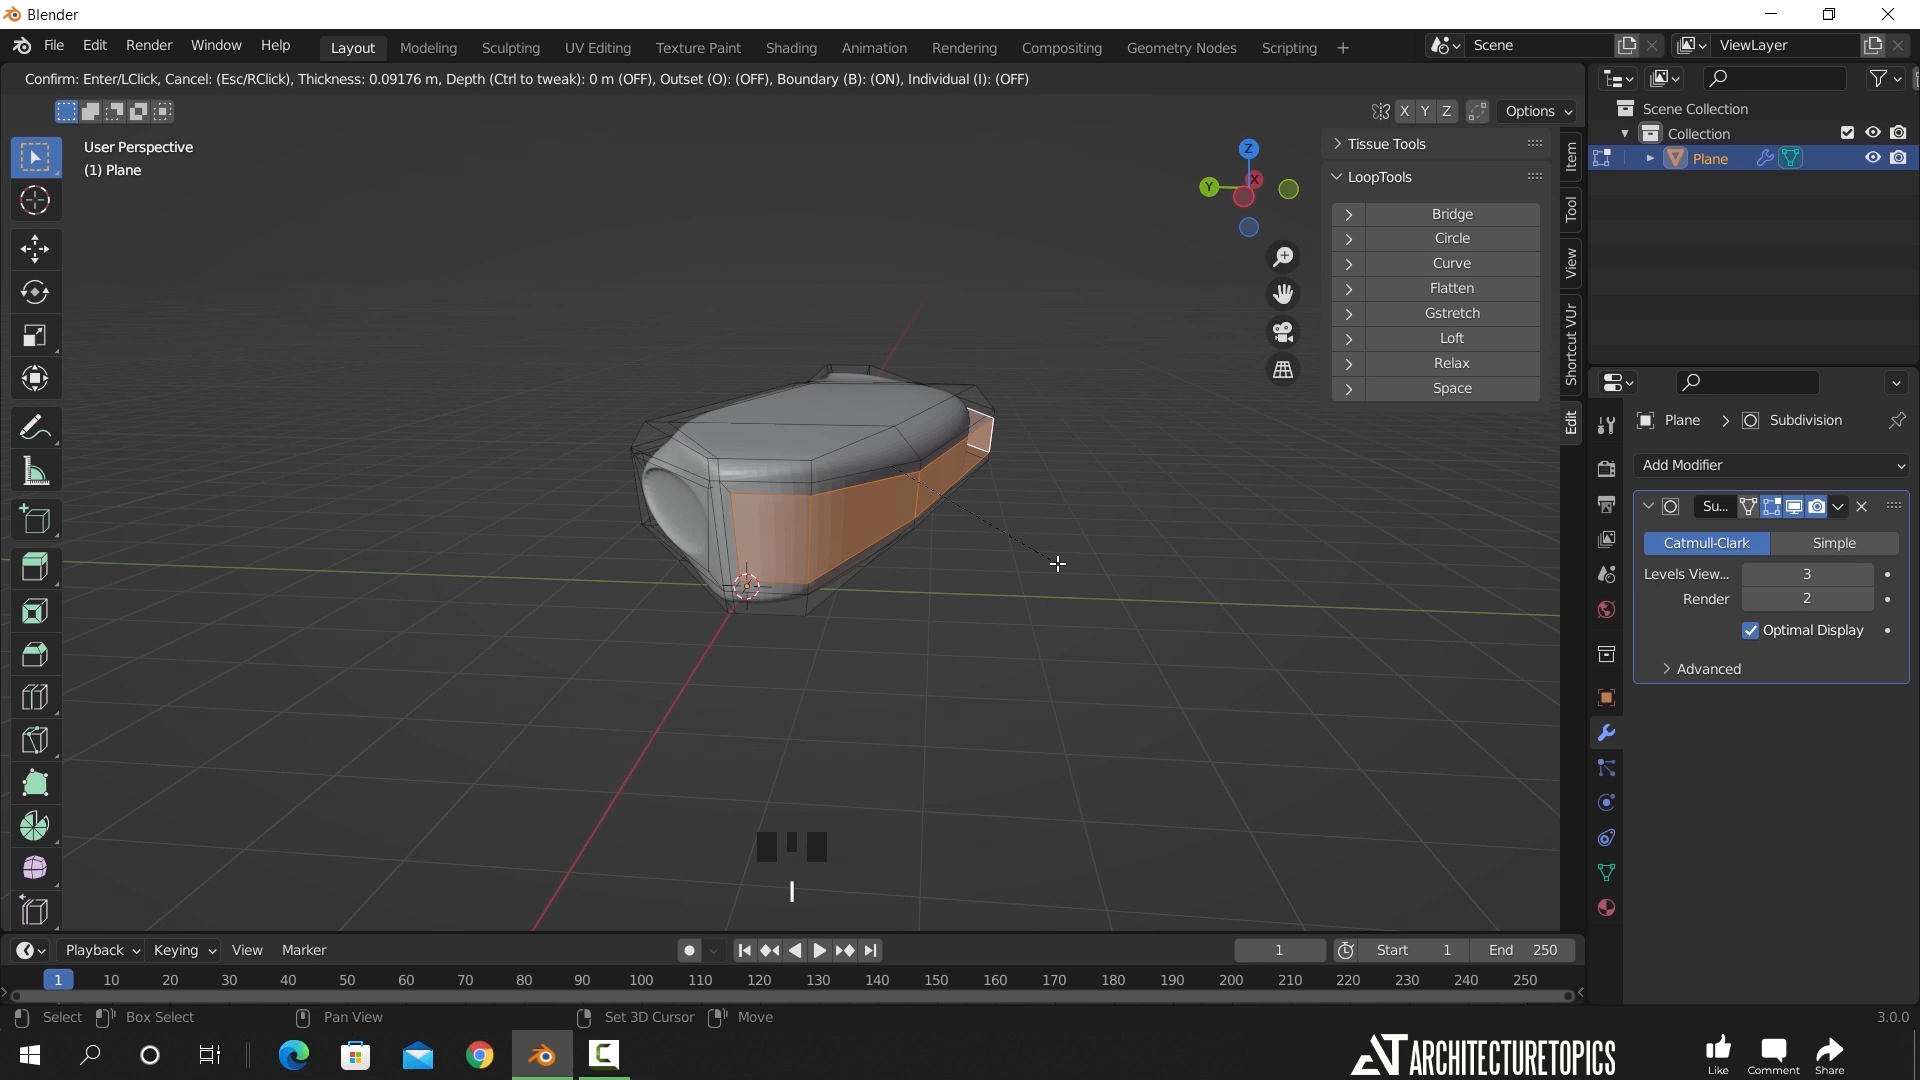 Blender
File Edit Render Window Help
Layout Modeling Sculpting UV Editing Texture Paint Shading Animation Rendering Compositing Geometry Nodes Scripting +
Scene
ViewLayer
Confirm: Enter/LClick, Cancel: (Esc/RClick), Thickness: 0.09176 m, Depth (Ctrl to tweak): 0 m (OFF), Outset (O): (OFF), Boundary (B): (ON), Individual (I): (OFF)
X Y Z
Options
User Perspective
(1) Plane
Z
Y
X
Tissue Tools
LoopTools
Bridge
Circle
Curve
Flatten
Gstretch
Loft
Relax
Space
Item
Tool
View
Shortcut VUr
Edit
Scene Collection
Collection
Plane
Plane
Subdivision
Add Modifier
Su...
Catmull-Clark
Simple
Levels View...
3
Render
2
Optimal Display
Advanced
I
Playback
Keying
View
Marker
1
Start 1
End 250
1 10 20 30 40 50 60 70 80 90 100 110 120 130 140 150 160 170 180 190 200 210 220 230 240 250
Select
Box Select
Pan View
Set 3D Cursor
Move
3.0.0
ARCHITECTURETOPICS
Like
Comment
Share